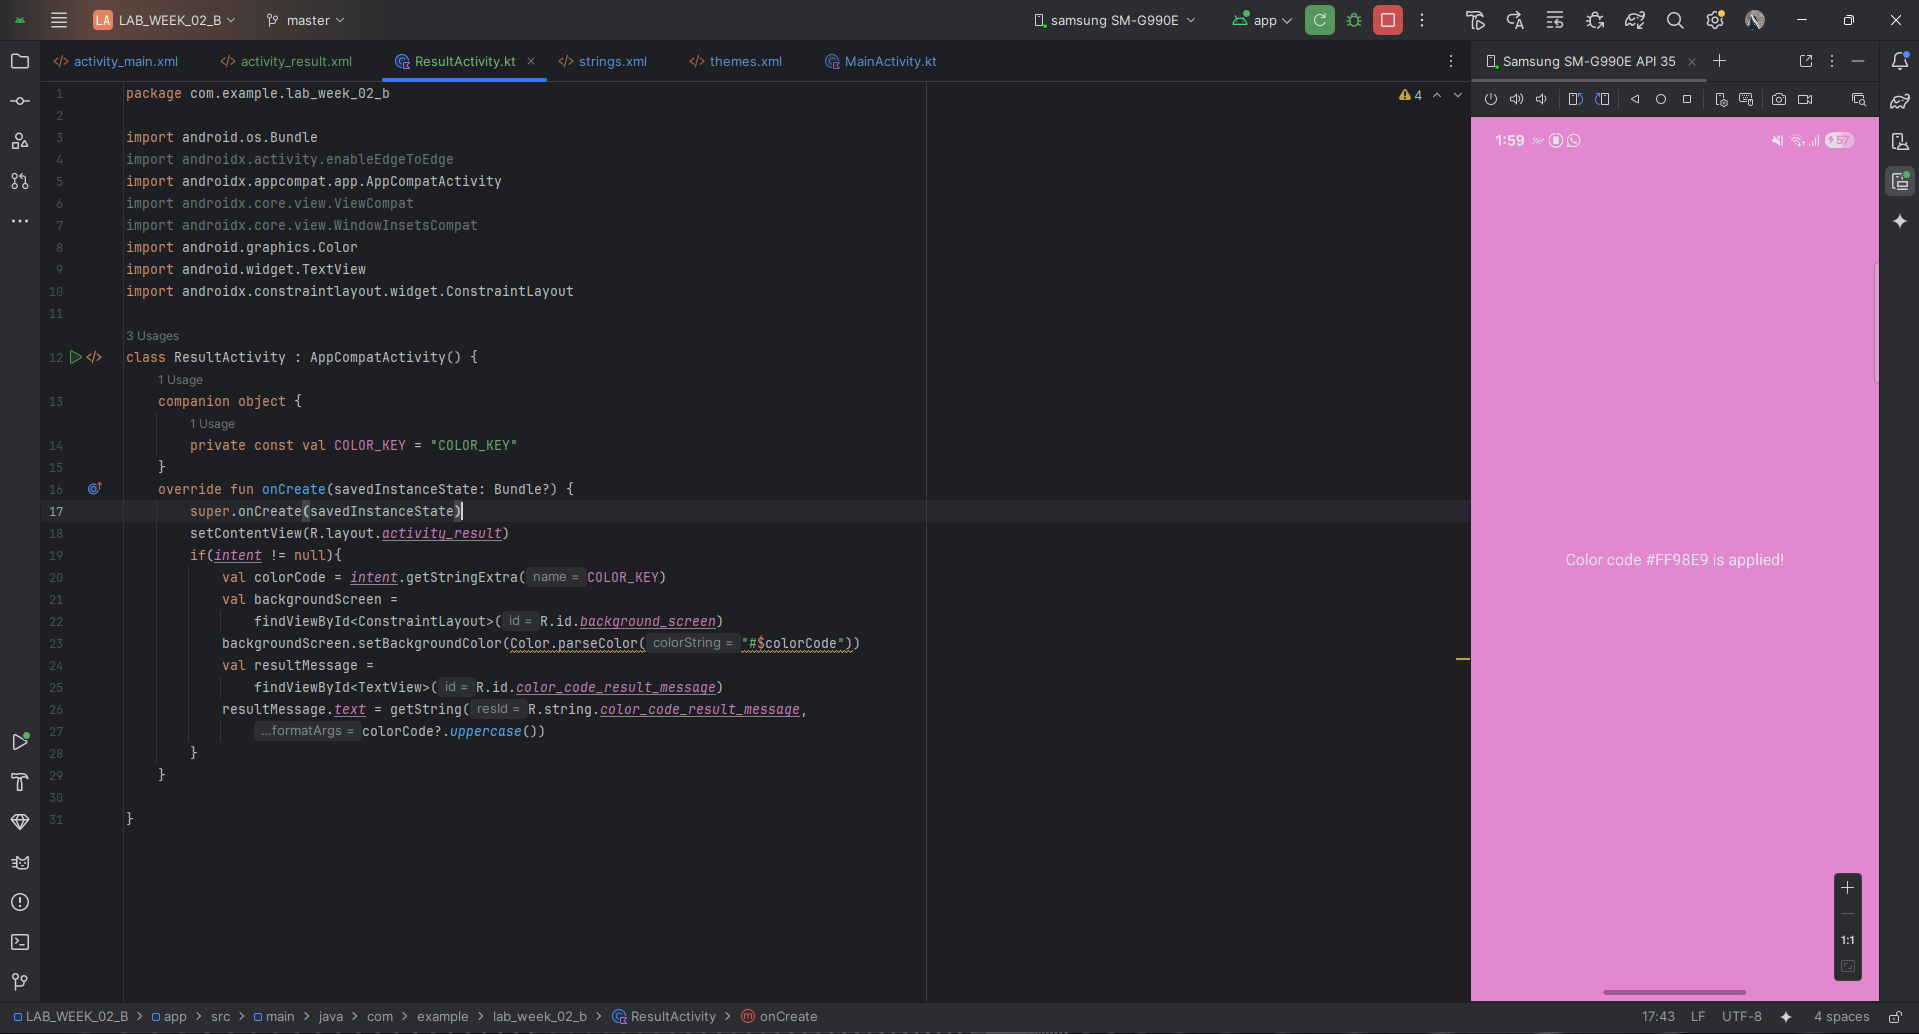 LA LAB_WEEK_02_B master samsung SM-G990E app
activity_main.xml activity_result.xml ResultActivity.kt strings.xml themes.xml MainActivity.kt Samsung SM-G990E API 35
1 package com.example.lab_week_02_b 4
2
3 import android.os.Bundle
4 import androidx.activity.enableEdgeToEdge
5 import androidx.appcompat.app.AppCompatActivity
6 import androidx.core.view.ViewCompat
7 import androidx.core.view.WindowInsetsCompat
8 import android.graphics.Color
9 import android.widget.TextView
10 import androidx.constraintlayout.widget.ConstraintLayout
11
3 Usages
12 class ResultActivity : AppCompatActivity() {
1 Usage
13 companion object {
1 Usage
14 private const val COLOR_KEY = "COLOR_KEY"
15 }
16 override fun onCreate(savedInstanceState: Bundle?) {
17 super.onCreate(savedInstanceState)
18 setContentView(R.layout.activity_result)
19 if(intent != null){
20 val colorCode = intent.getStringExtra( name = COLOR_KEY)
21 val backgroundScreen =
22 findViewById<ConstraintLayout>( id = R.id.background_screen)
23 backgroundScreen.setBackgroundColor(Color.parseColor( colorString = "#$colorCode"))
24 val resultMessage =
25 findViewById<TextView>( id = R.id.color_code_result_message)
26 resultMessage.text = getString( resId = R.string.color_code_result_message,
27 ...formatArgs = colorCode?.uppercase())
28 }
29 }
30
31 }
1:59 57
Color code #FF98E9 is applied!
1:1
LAB_WEEK_02_B > app > src > main > java > com > example > lab_week_02_b > ResultActivity > onCreate 17:43 LF UTF-8 4 spaces